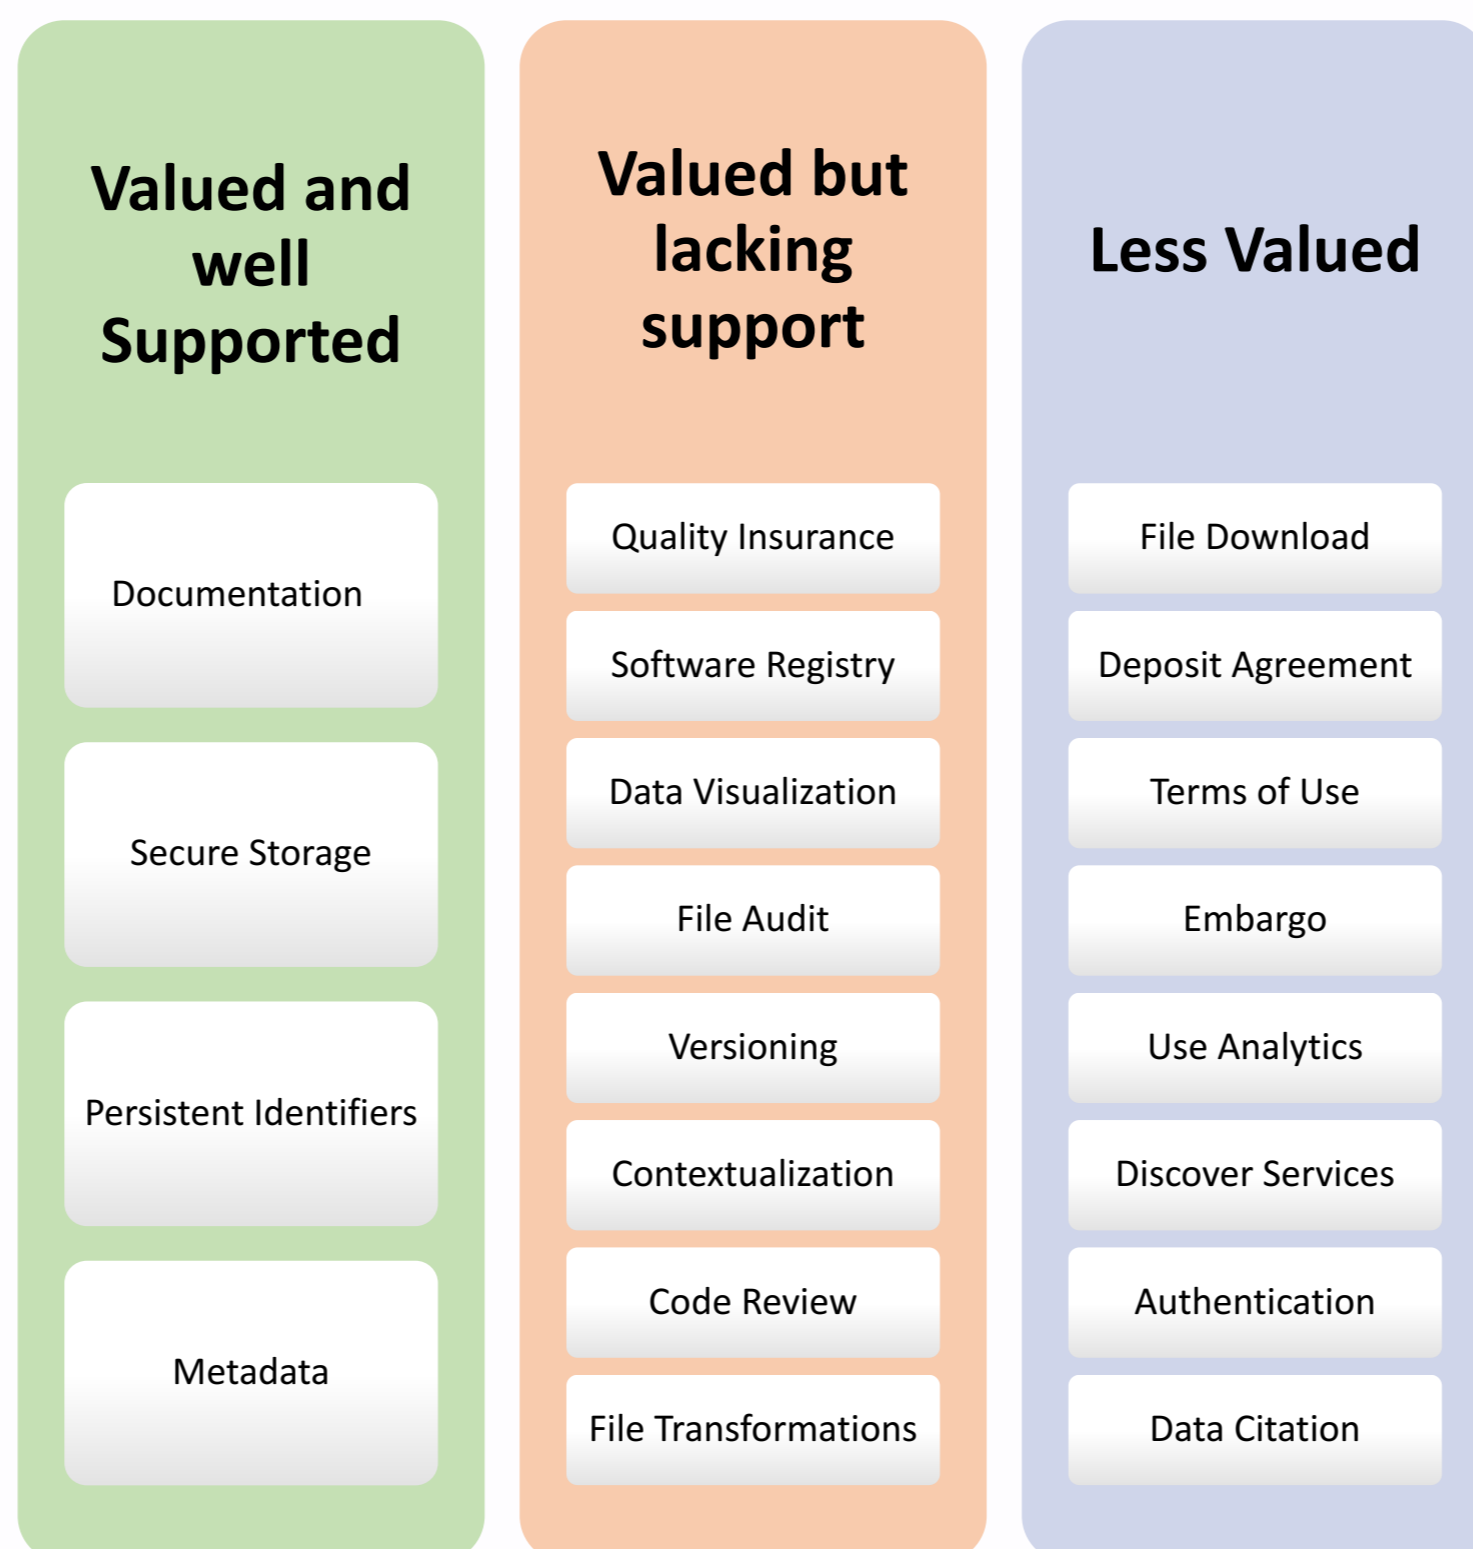 Valued and
well
Supported
Documentation
Secure Storage
Persistent Identifiers
Metadata
Valued but
lacking
support
Quality Insurance
Software Registry
Data Visualization
File Audit
Versioning
Contextualization
Code Review
File Transformations
Less Valued
File Download
Deposit Agreement
Terms of Use
Embargo
Use Analytics
Discover Services
Authentication
Data Citation